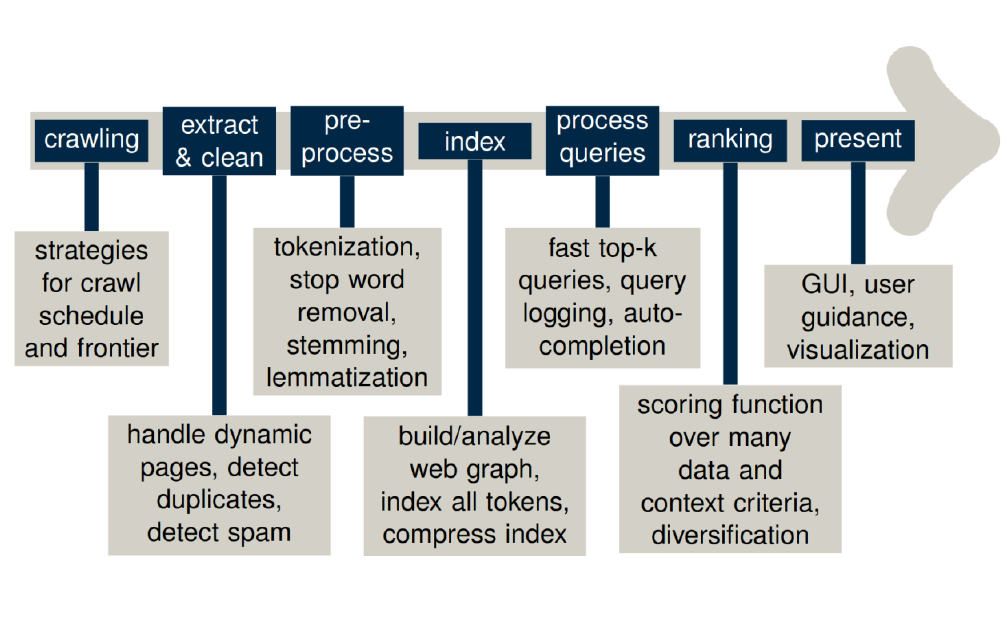 crawling
extract
& clean
pre-
process
index
process
queries
ranking
present
strategies
for crawl
schedule
and frontier
handle dynamic
pages, detect
duplicates,
detect spam
tokenization,
stop word
removal,
stemming,
lemmatization
build/analyze
web graph,
index all tokens,
compress index
fast top-k
queries, query
logging, auto-
completion
scoring function
over many
data and
context criteria,
diversification
GUI, user
guidance,
visualization